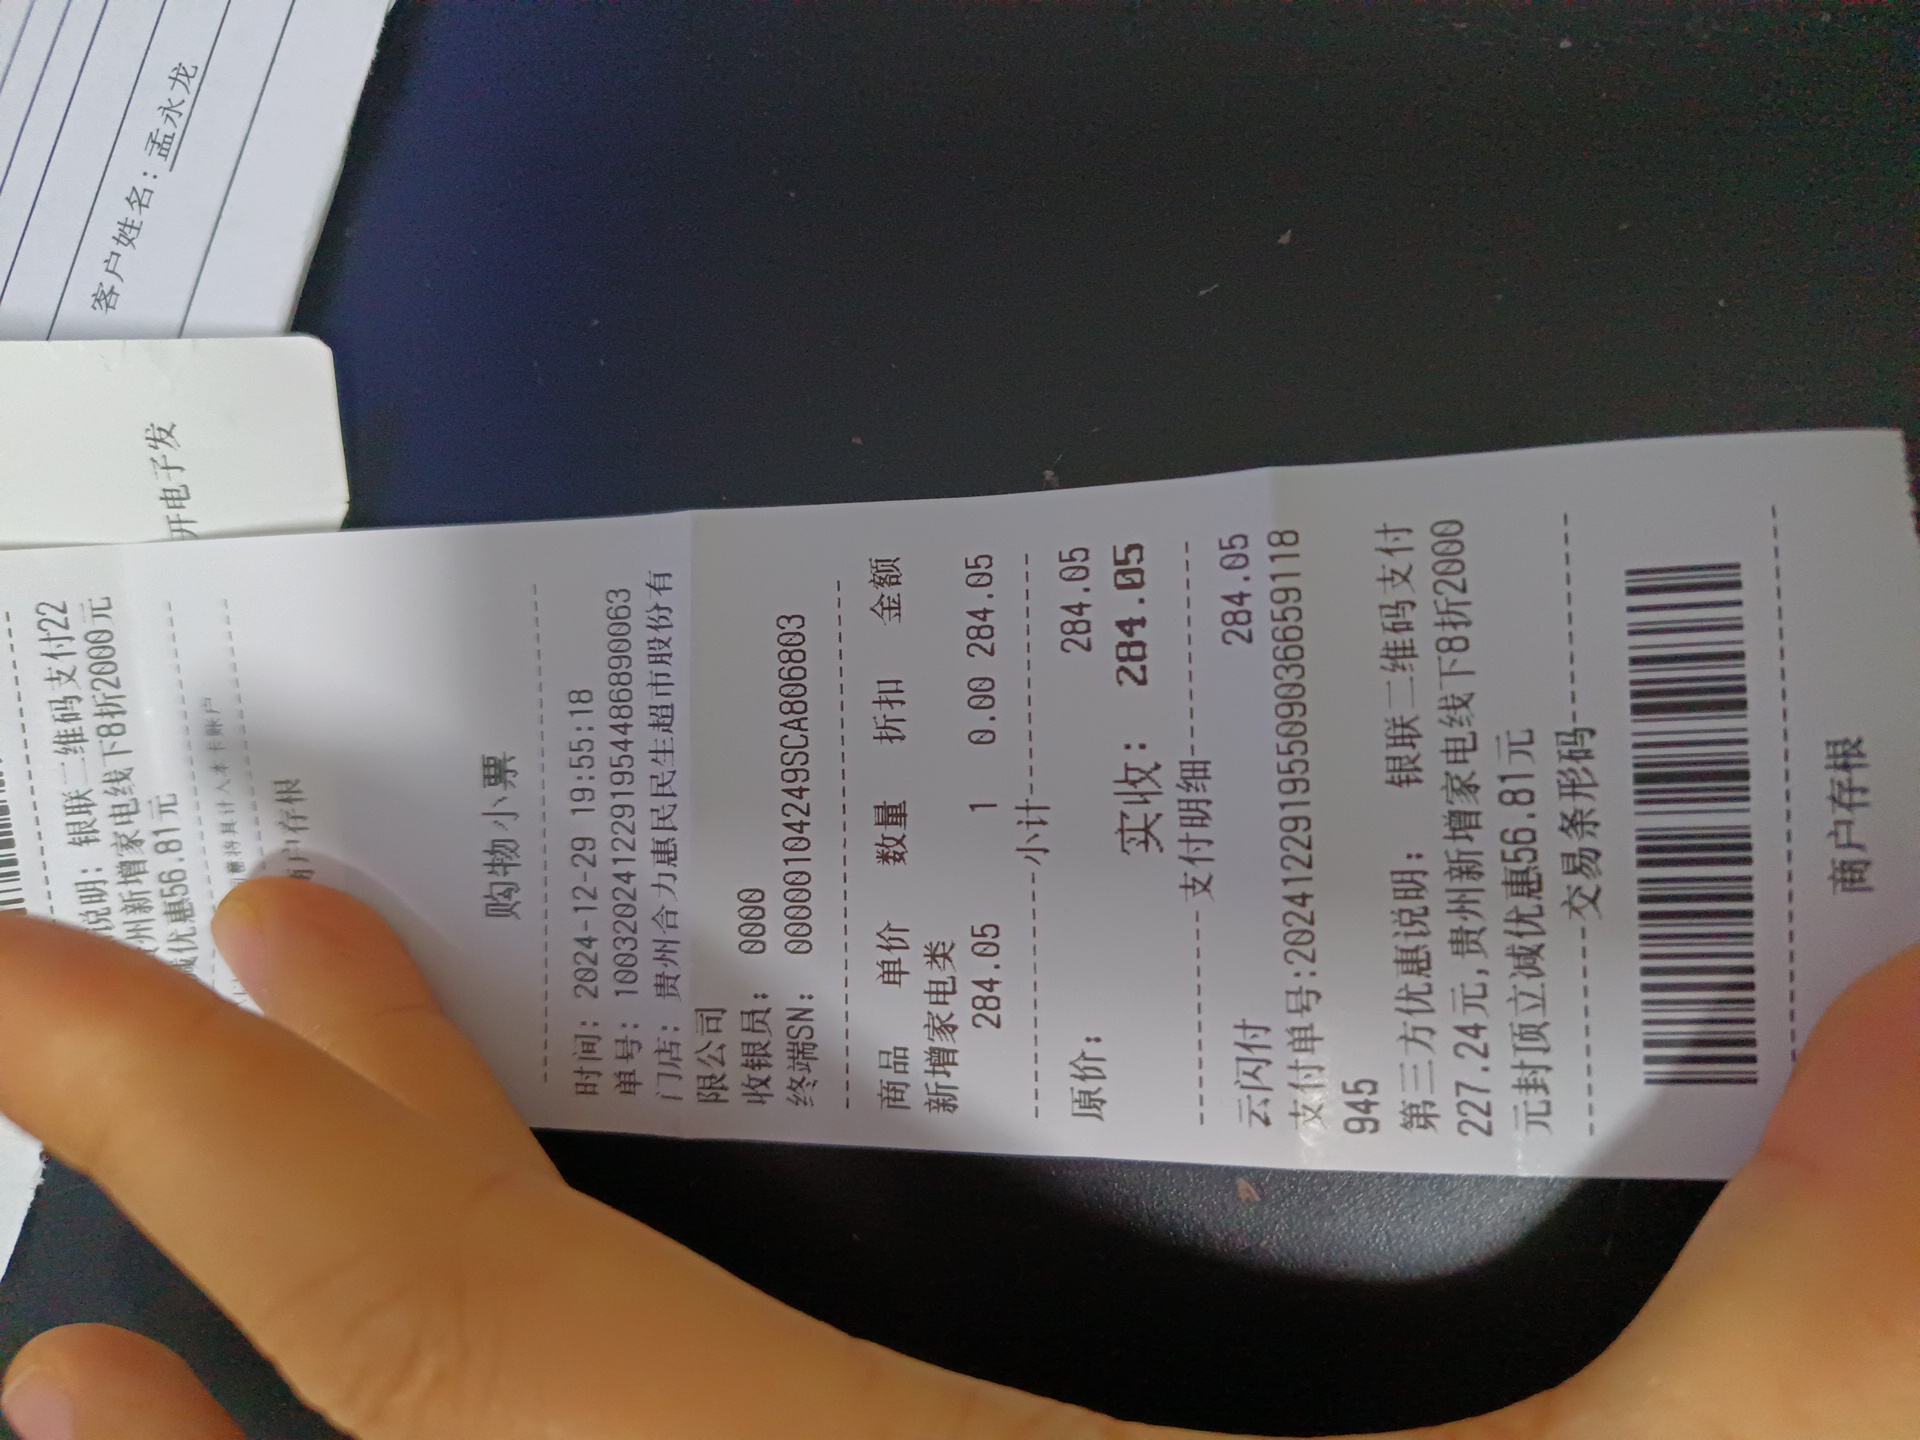 客户姓名：孟永龙
开电子发
说明： 银联二维码支付22
州新增家电线下8折2000元
减优惠56.81元
商户存根
购物小票
时间： 2024-12-29 19:55:18
单号： 1003202412291954486890063
门店： 贵州合力惠民民生超市股份有
限公司
收银员： 0000
终端SN： 00000104249SCA806803
商品 单价 数量 折扣 金额
新增家电类
284.05 1 0.00 284.05
小计
原价： 284.05
实收： 284.05
支付明细
云闪付 284.05
支付单号:20241229195509036659118
945
第三方优惠说明： 银联二维码支付
227.24元,贵州新增家电线下8折2000
元封顶立减优惠56.81元
交易条形码
商户存根